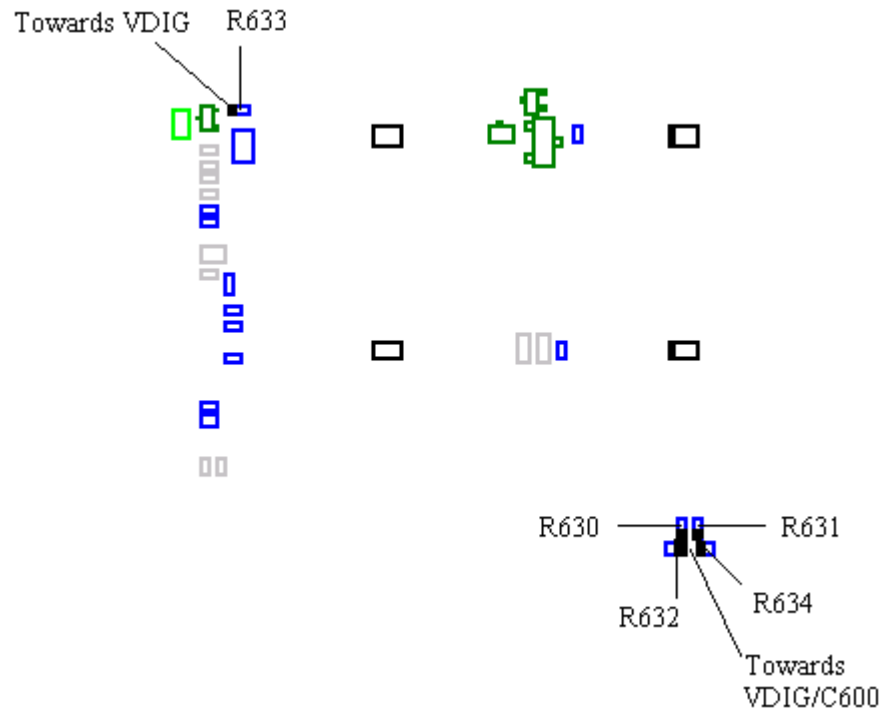 Towards VDIG
R633
R630
R631
R632
R634
Towards
VDIG/C600